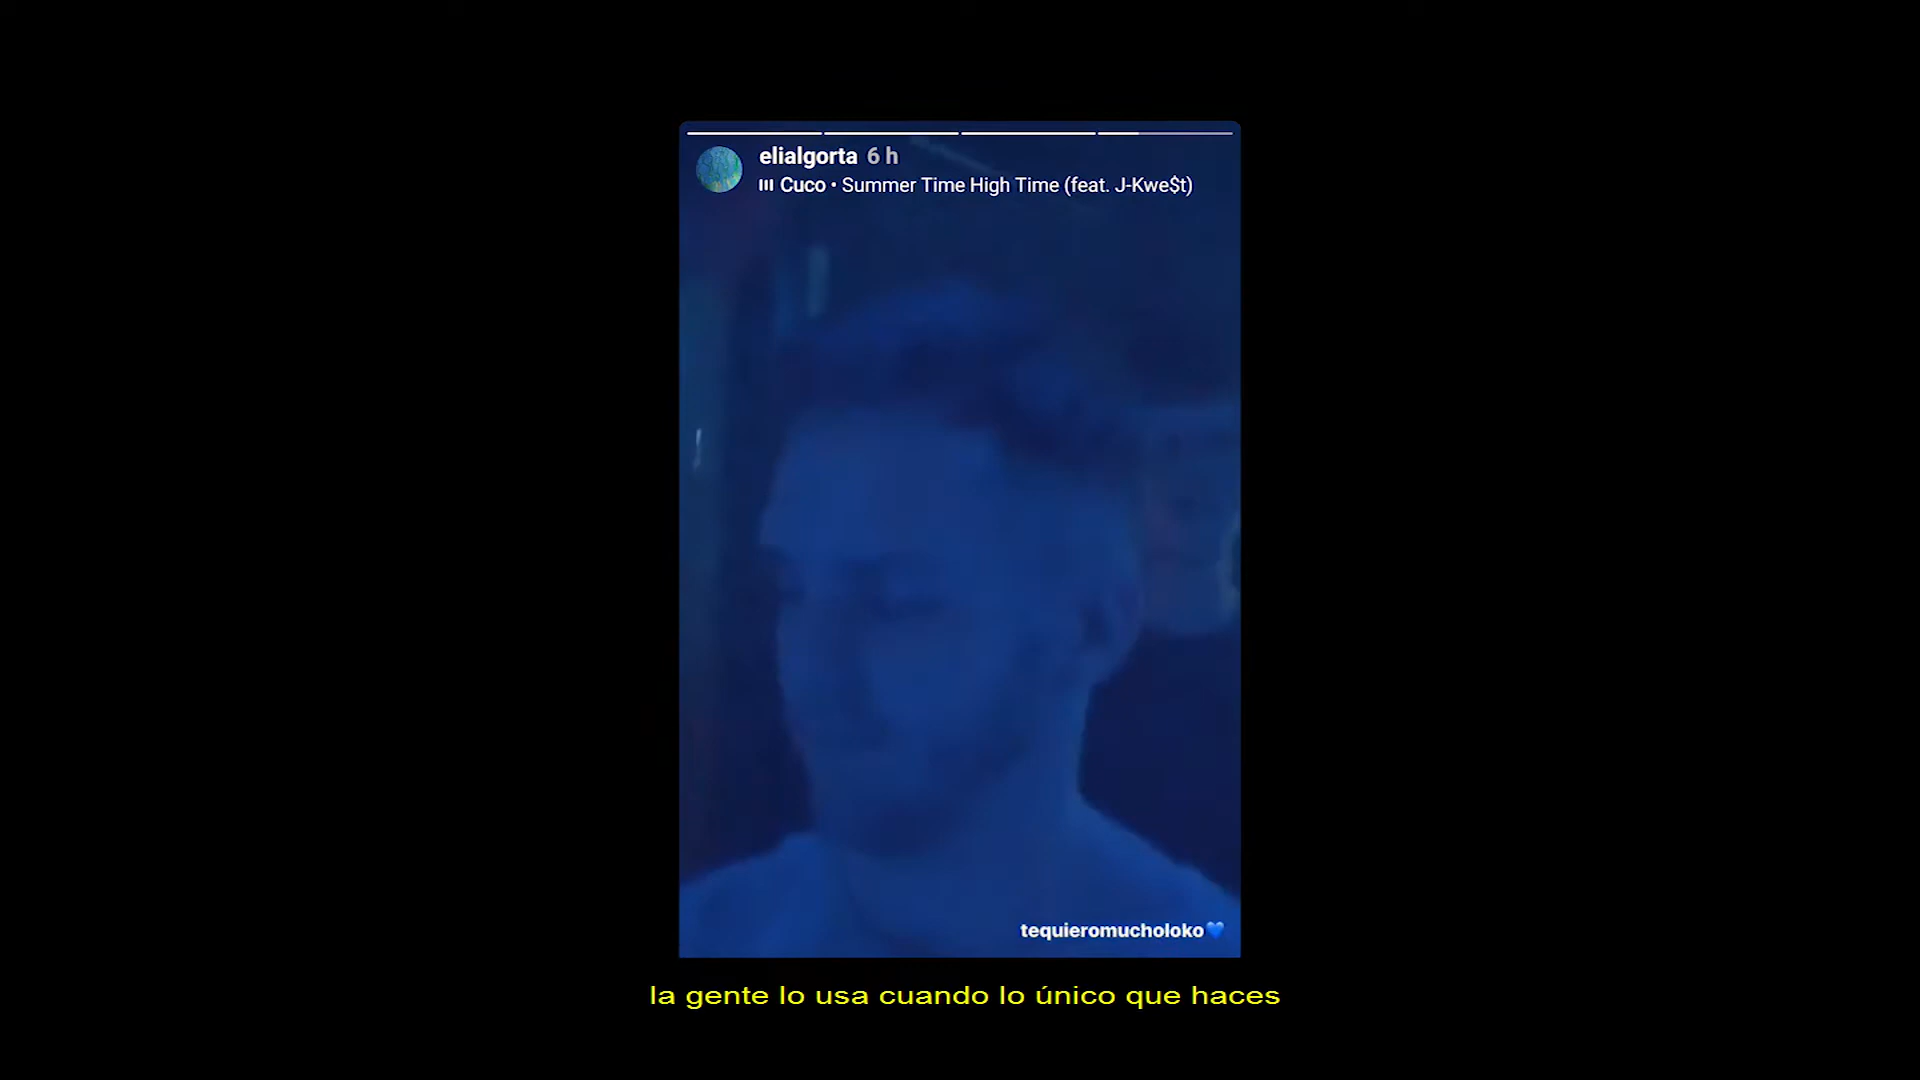 elialgorta 6 h
Cuco • Summer Time High Time (feat. J-Kwe$t)
tequieromucholoko💙
la gente lo usa cuando lo único que haces